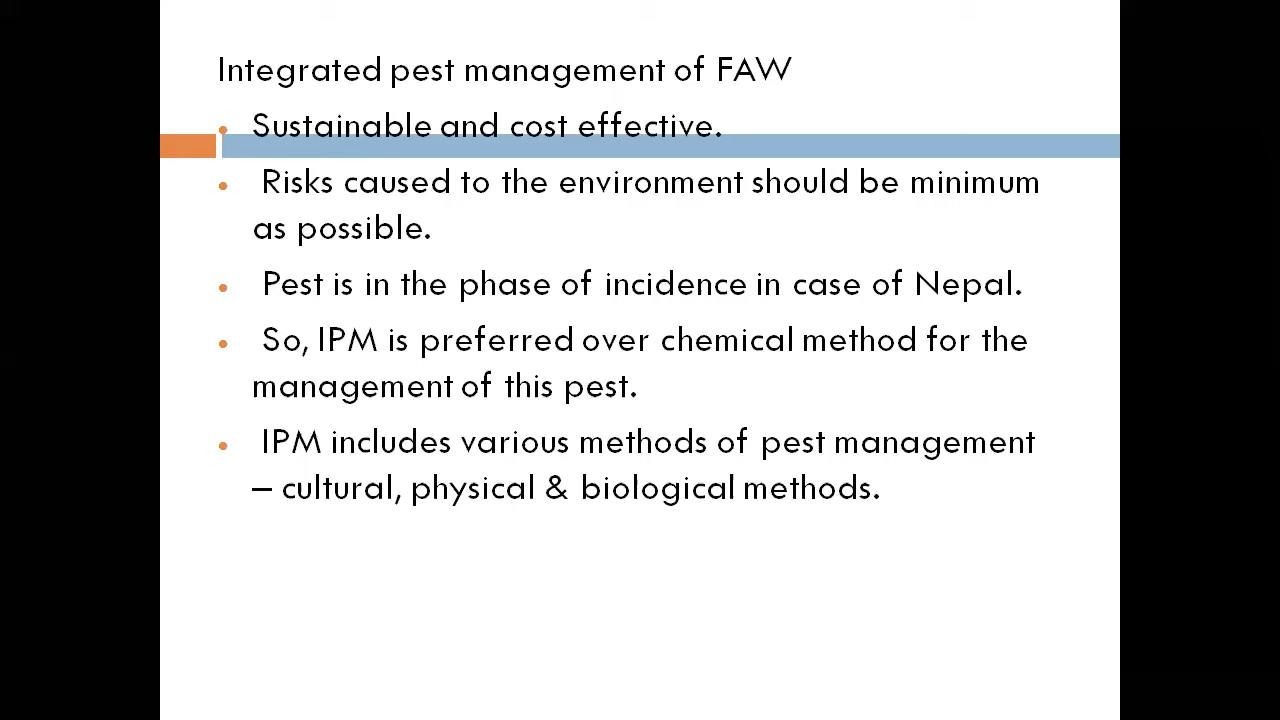 Integrated pest management of FAW
• Sustainable and cost effective.
• Risks caused to the environment should be minimum
as possible.
• Pest is in the phase of incidence in case of Nepal.
• So, IPM is preferred over chemical method for the
management of this pest.
• IPM includes various methods of pest management
– cultural, physical & biological methods.